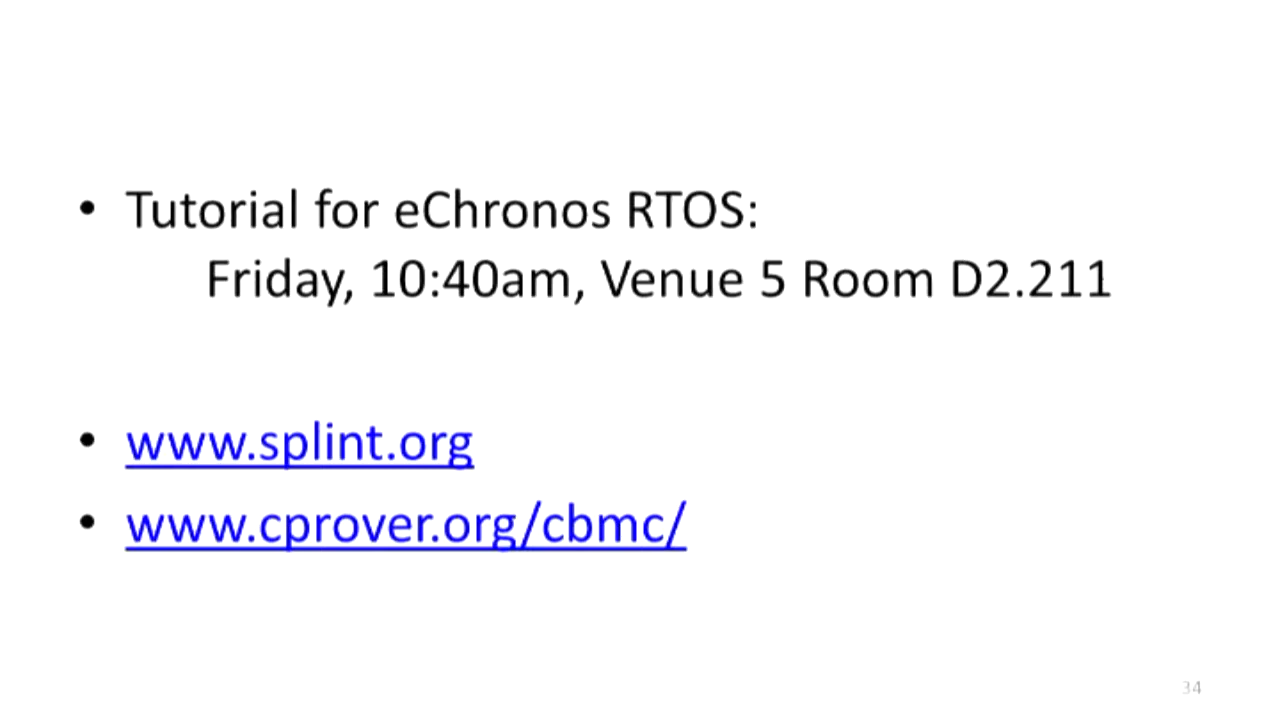 • Tutorial for eChronos RTOS:
Friday, 10:40am, Venue 5 Room D2.211
• www.splint.org
• www.cprover.org/cbmc/
34